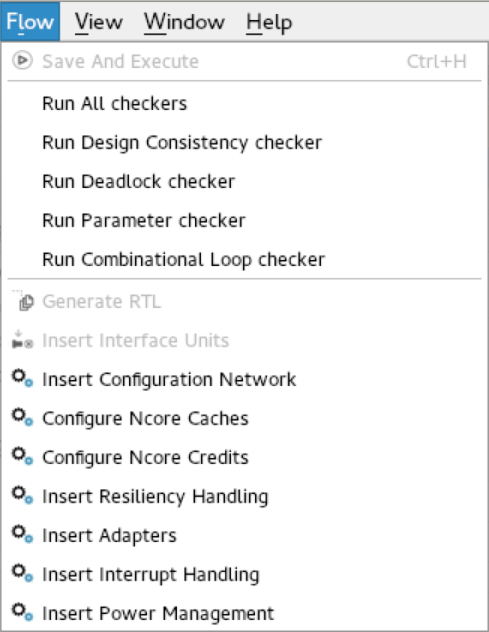 Flow View Window Help
Save And Execute Ctrl+H
Run All checkers
Run Design Consistency checker
Run Deadlock checker
Run Parameter checker
Run Combinational Loop checker
Generate RTL
Insert Interface Units
Insert Configuration Network
Configure Ncore Caches
Configure Ncore Credits
Insert Resiliency Handling
Insert Adapters
Insert Interrupt Handling
Insert Power Management